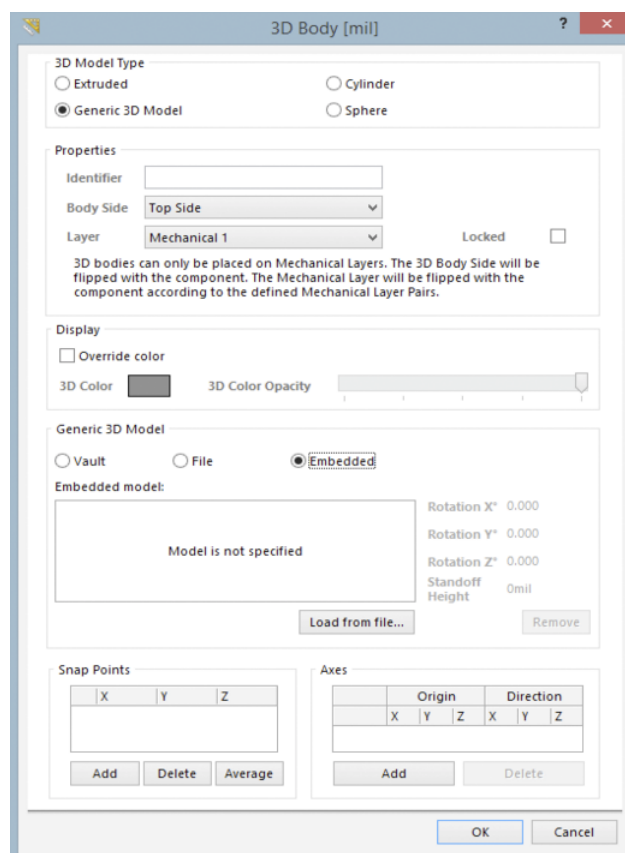 3D Body [mil]
?
×
3D Model Type
Extruded
Cylinder
Generic 3D Model
Sphere
Properties
Identifier
Body Side Top Side
Layer Mechanical 1 Locked
3D bodies can only be placed on Mechanical Layers. The 3D Body Side will be
flipped with the component. The Mechanical Layer will be flipped with the
component according to the defined Mechanical Layer Pairs.
Display
Override color
3D Color 3D Color Opacity
Generic 3D Model
Vault File Embedded
Embedded model:
Model is not specified
Rotation X° 0.000
Rotation Y° 0.000
Rotation Z° 0.000
Standoff
Height 0mil
Load from file... Remove
Snap Points
X Y Z
Add Delete Average
Axes
Origin Direction
X Y Z X Y Z
Add Delete
OK Cancel